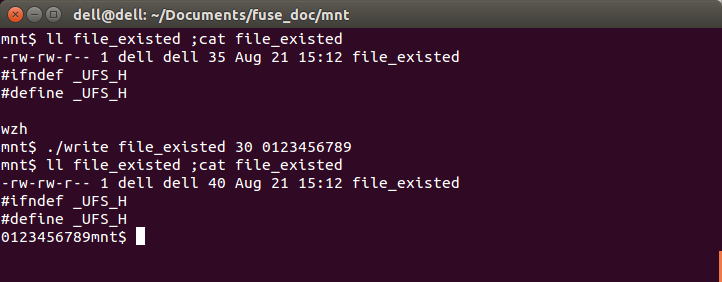 dell@dell: ~/Documents/fuse_doc/mnt
mnt$ ll file_existed ;cat file_existed
-rw-rw-r-- 1 dell dell 35 Aug 21 15:12 file_existed
#ifndef _UFS_H
#define _UFS_H

wzh
mnt$ ./write file_existed 30 0123456789
mnt$ ll file_existed ;cat file_existed
-rw-rw-r-- 1 dell dell 40 Aug 21 15:12 file_existed
#ifndef _UFS_H
#define _UFS_H
0123456789mnt$